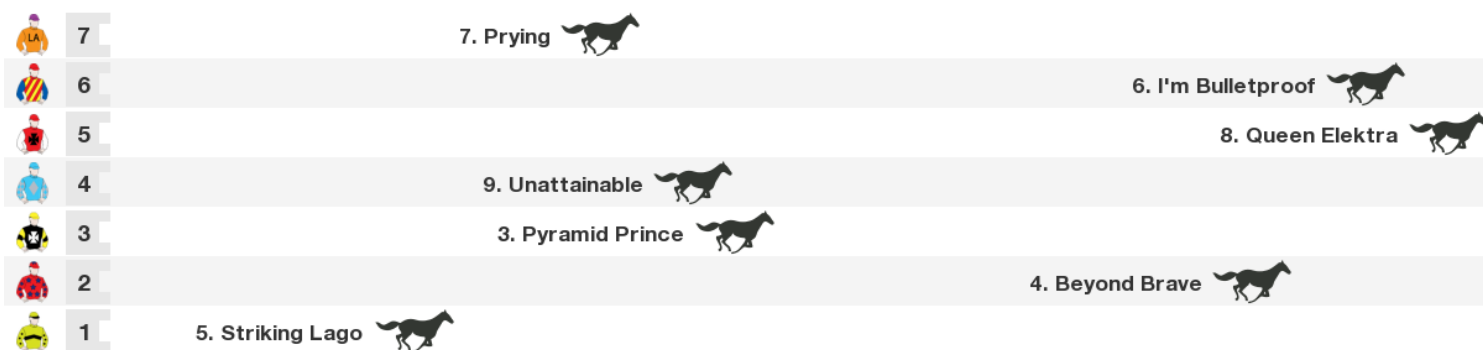 LA 7 7. Prying
6 6. I'm Bulletproof
5 8. Queen Elektra
4 9. Unattainable
3 3. Pyramid Prince
2 4. Beyond Brave
1 5. Striking Lago